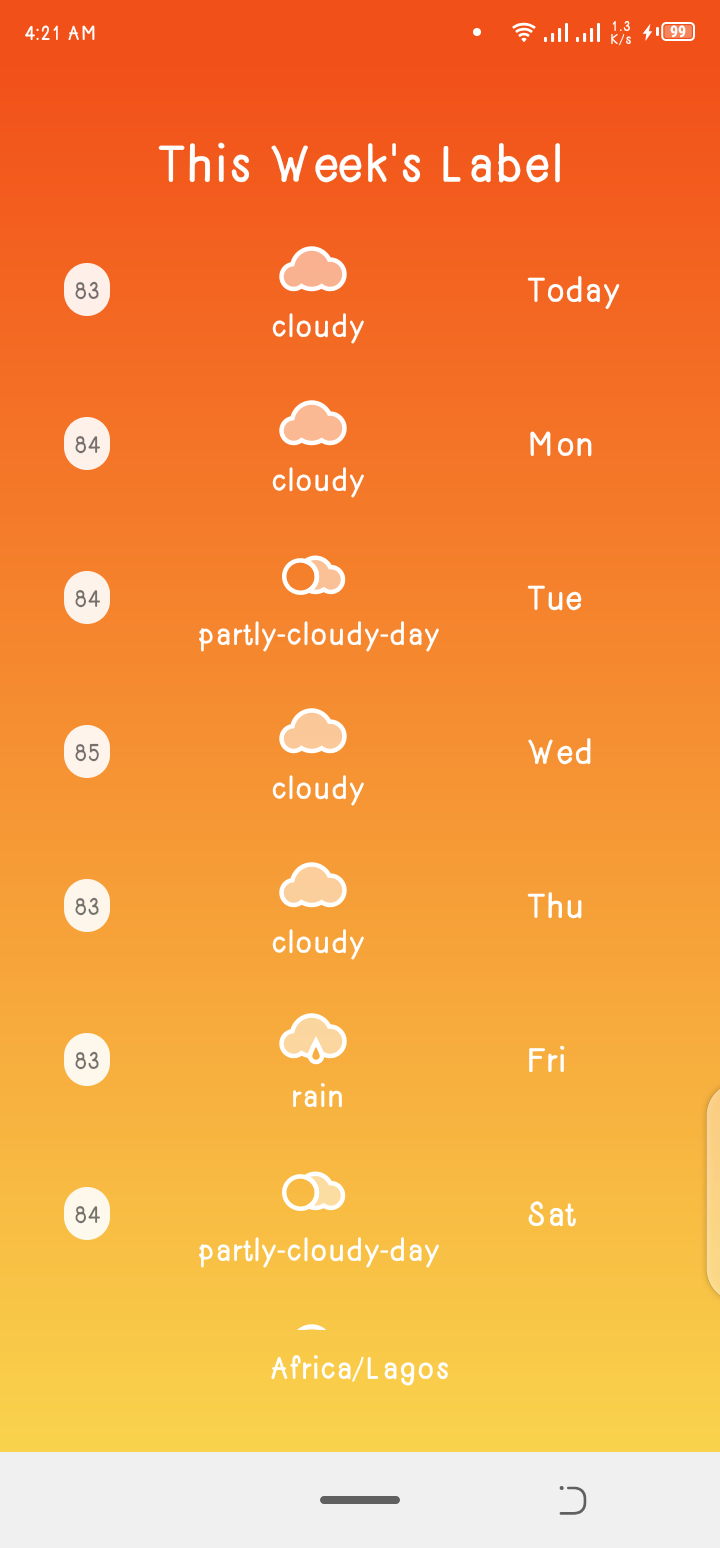 4:21 AM
1.3
K/s
99
This Week's Label
83
cloudy
Today
84
cloudy
Mon
84
partly-cloudy-day
Tue
85
cloudy
Wed
83
cloudy
Thu
83
rain
Fri
84
partly-cloudy-day
Sat
Africa/Lagos